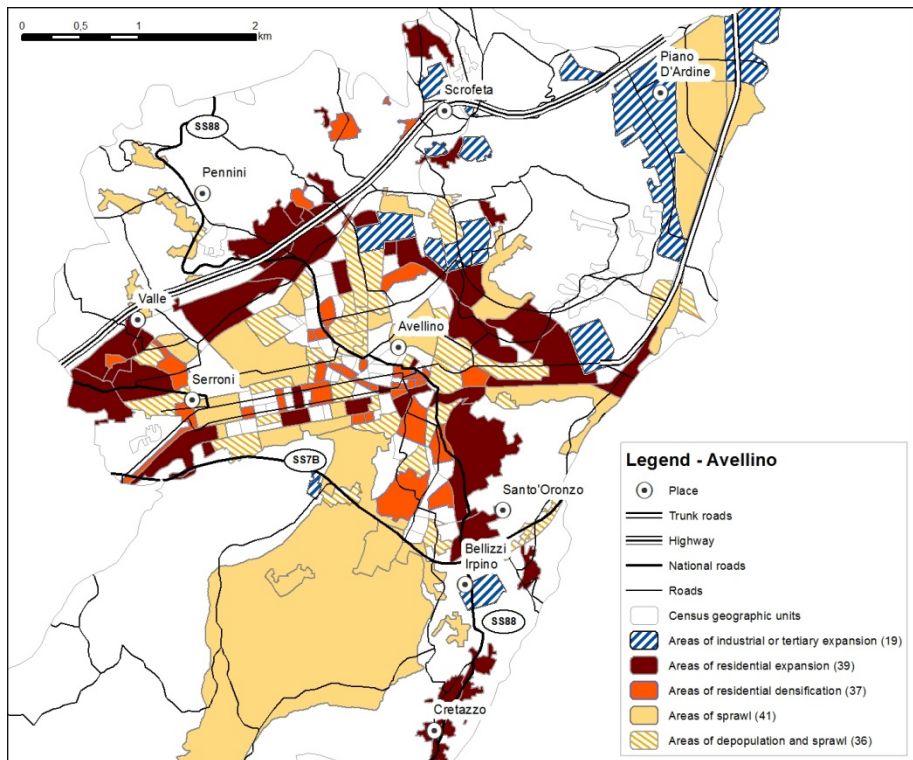 0 0,5 1 2
km
Piano
D'Ardine
Scrofeta
SS88
Pennini
Valle
Avellino
Serroni
SS7B
Santo'Oronzo
Bellizzi
Irpino
SS88
Cretazzo
Legend - Avellino
Place
Trunk roads
Highway
National roads
Roads
Census geographic units
Areas of industrial or tertiary expansion (19)
Areas of residential expansion (39)
Areas of residential densification (37)
Areas of sprawl (41)
Areas of depopulation and sprawl (36)